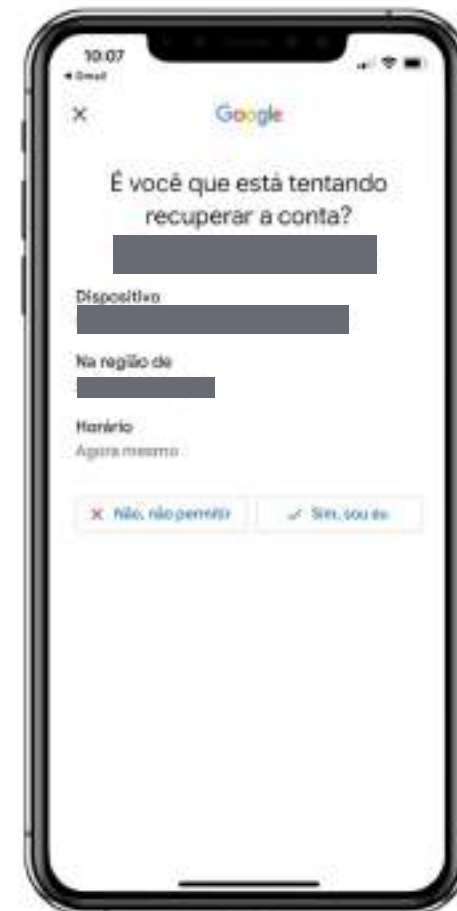 10:07
◀ Gmail
Google
É você que está tentando
recuperar a conta?
Dispositivo
Na região de
Horário
Agora mesmo
Não, não permitir
Sim, sou eu